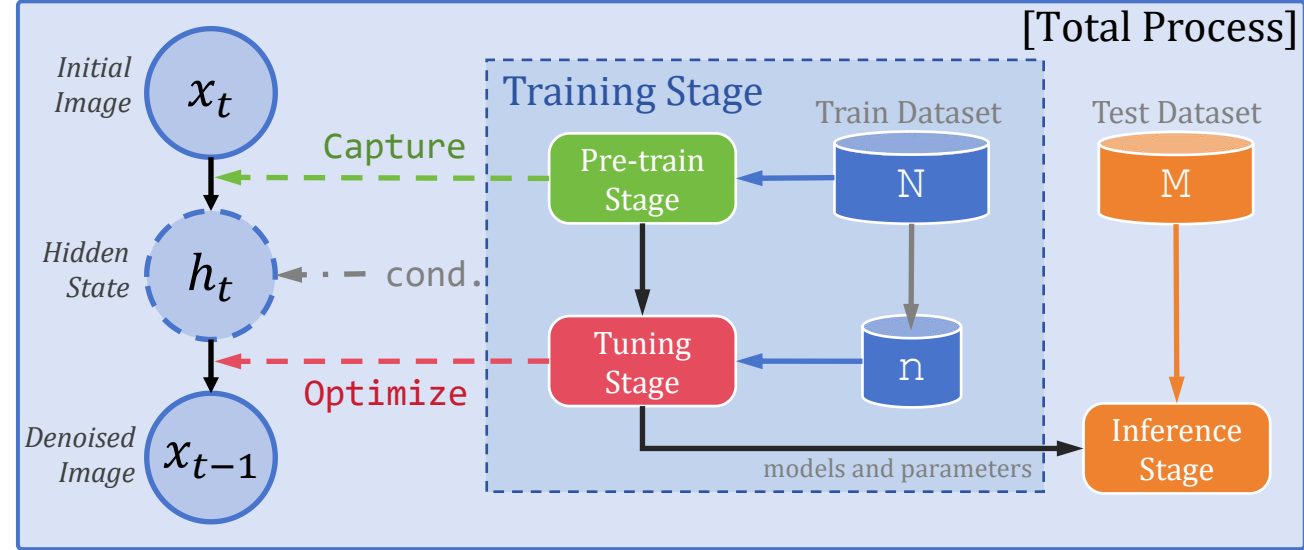 [Total Process]
Initial
Image
x_t
Training Stage
Train Dataset
Test Dataset
Capture
Pre-train
Stage
N
M
Hidden
State
h_t
cond.
Tuning
Stage
n
Optimize
Denoised
Image
x_{t-1}
models and parameters
Inference
Stage